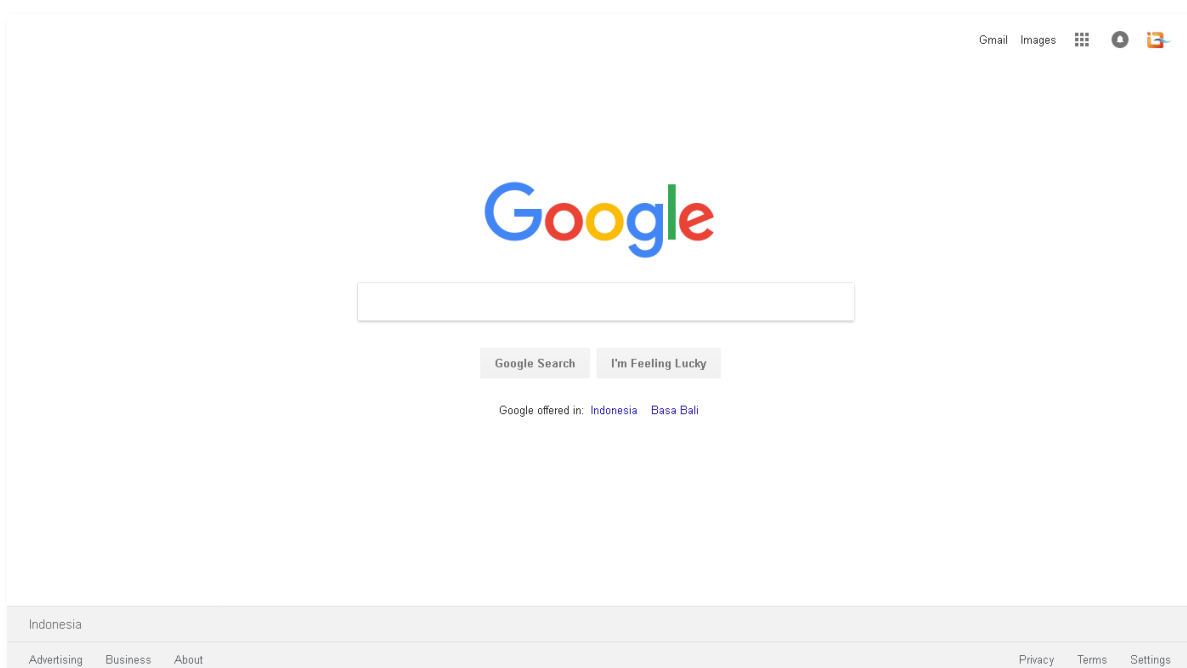 Gmail Images
Google
Google Search I'm Feeling Lucky
Google offered in: Indonesia Basa Bali
Indonesia
Advertising Business About Privacy Terms Settings